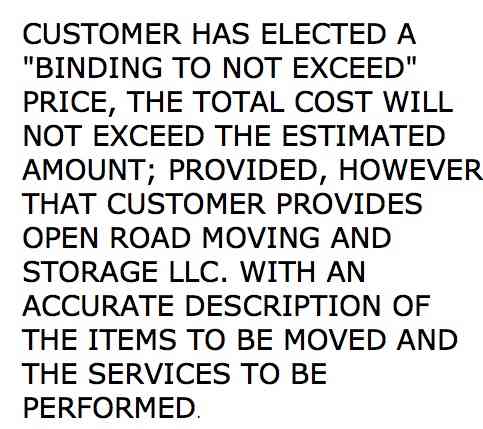 CUSTOMER HAS ELECTED A
"BINDING TO NOT EXCEED"
PRICE, THE TOTAL COST WILL
NOT EXCEED THE ESTIMATED
AMOUNT; PROVIDED, HOWEVER
THAT CUSTOMER PROVIDES
OPEN ROAD MOVING AND
STORAGE LLC. WITH AN
ACCURATE DESCRIPTION OF
THE ITEMS TO BE MOVED AND
THE SERVICES TO BE
PERFORMED.